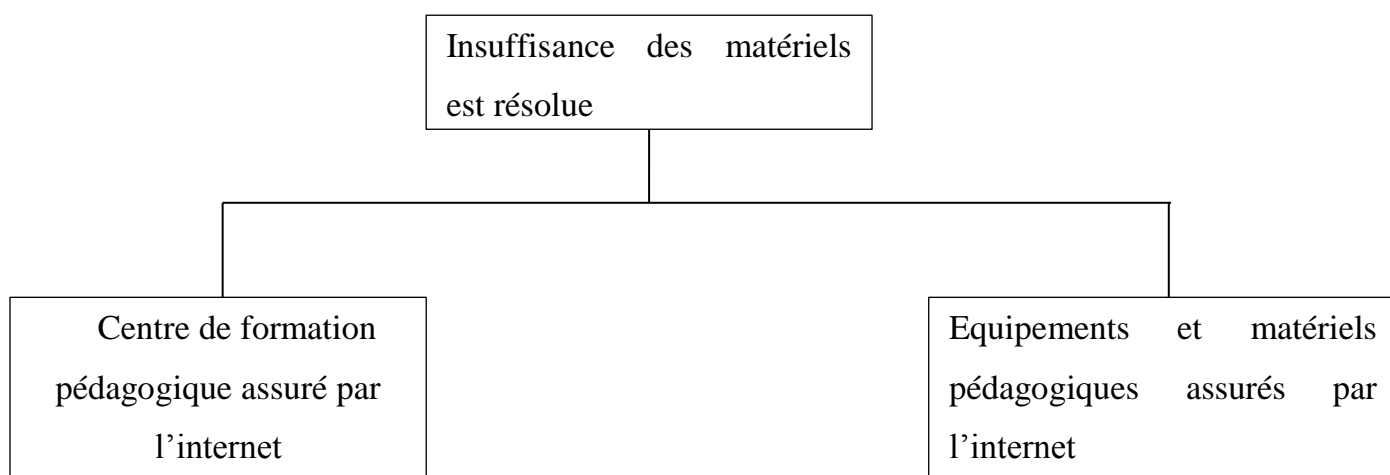 Insuffisance des matériels
est résolue
Centre de formation
pédagogique assuré par
l’internet
Equipements et matériels
pédagogiques assurés par
l’internet